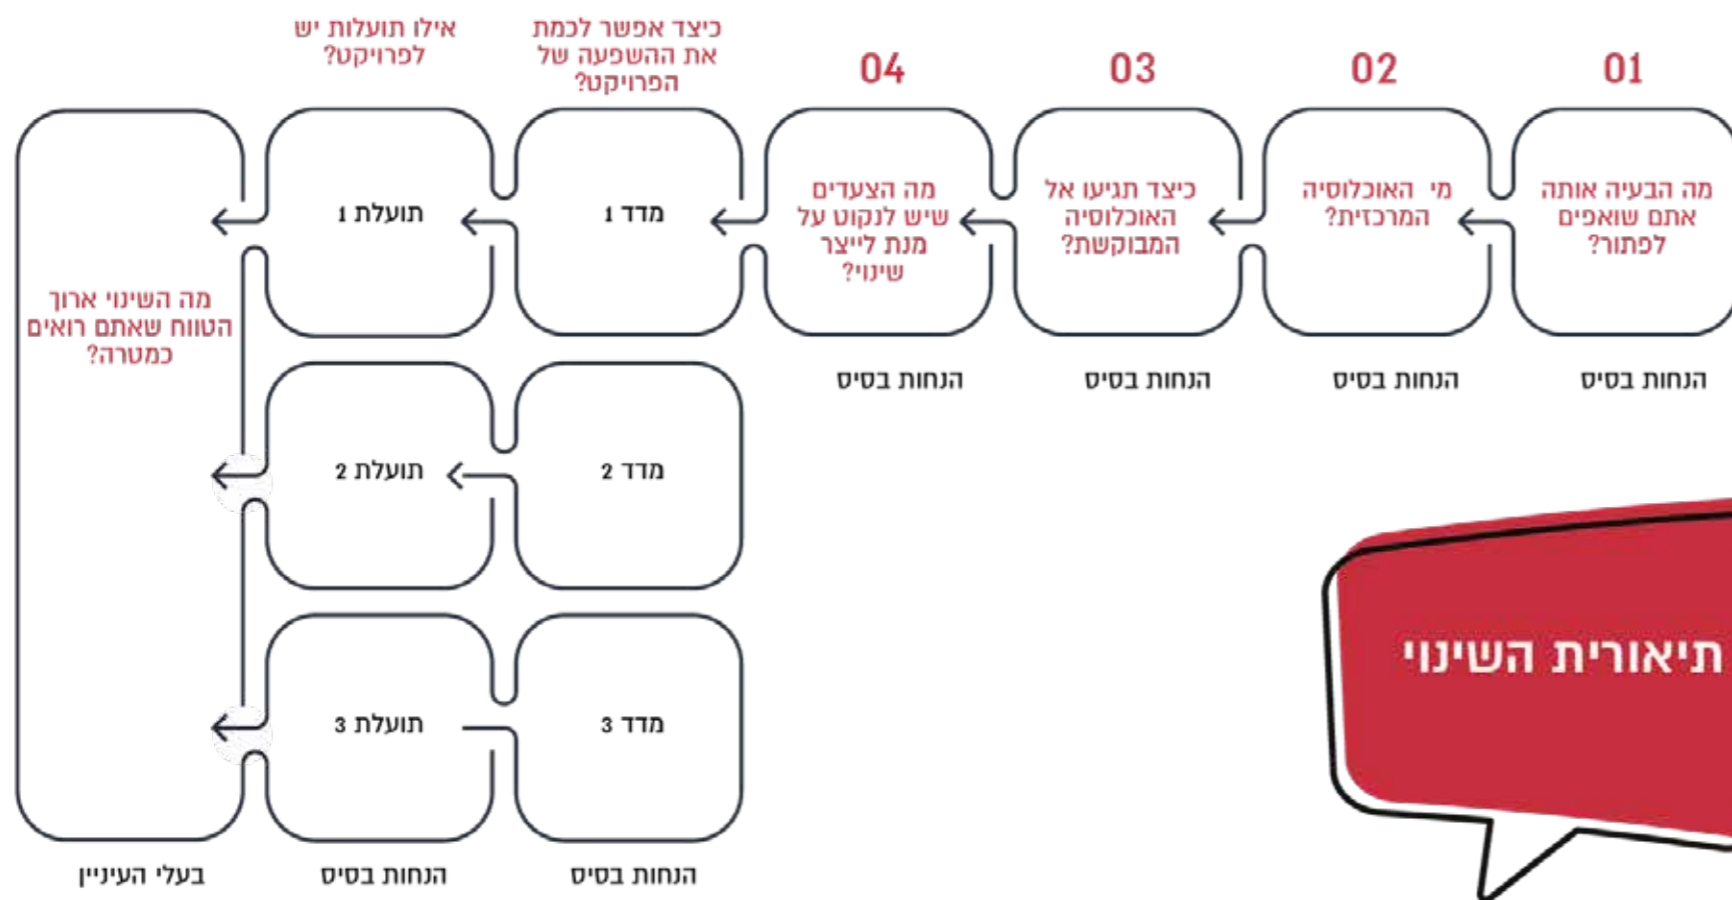 01
מה הבעיה אותה
אתם שואפים
לפתור?
הנחות בסיס
02
מי האוכלוסיה
המרכזית?
הנחות בסיס
03
כיצד תגיעו אל
האוכלוסיה
המבוקשת?
הנחות בסיס
04
מה הצעדים
שיש לנקוט על
מנת לייצר
שינוי?
הנחות בסיס
כיצד אפשר לכמת
את ההשפעה של
הפרויקט?
מדד 1
מדד 2
מדד 3
הנחות בסיס
אילו תועלות יש
לפרויקט?
תועלת 1
תועלת 2
תועלת 3
הנחות בסיס
מה השינוי ארוך
הטווח שאתם רואים
כמטרה?
בעלי העיניין
תיאורית השינוי